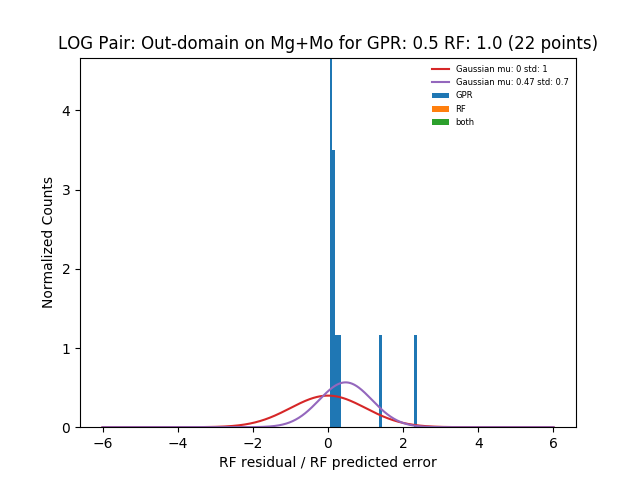 LOG Pair: Out-domain on Mg+Mo for GPR: 0.5 RF: 1.0 (22 points)
Gaussian mu: 0 std: 1
Gaussian mu: 0.47 std: 0.7
GPR
RF
both
Normalized Counts
4
3
2
1
0
−6 −4 −2 0 2 4 6
RF residual / RF predicted error